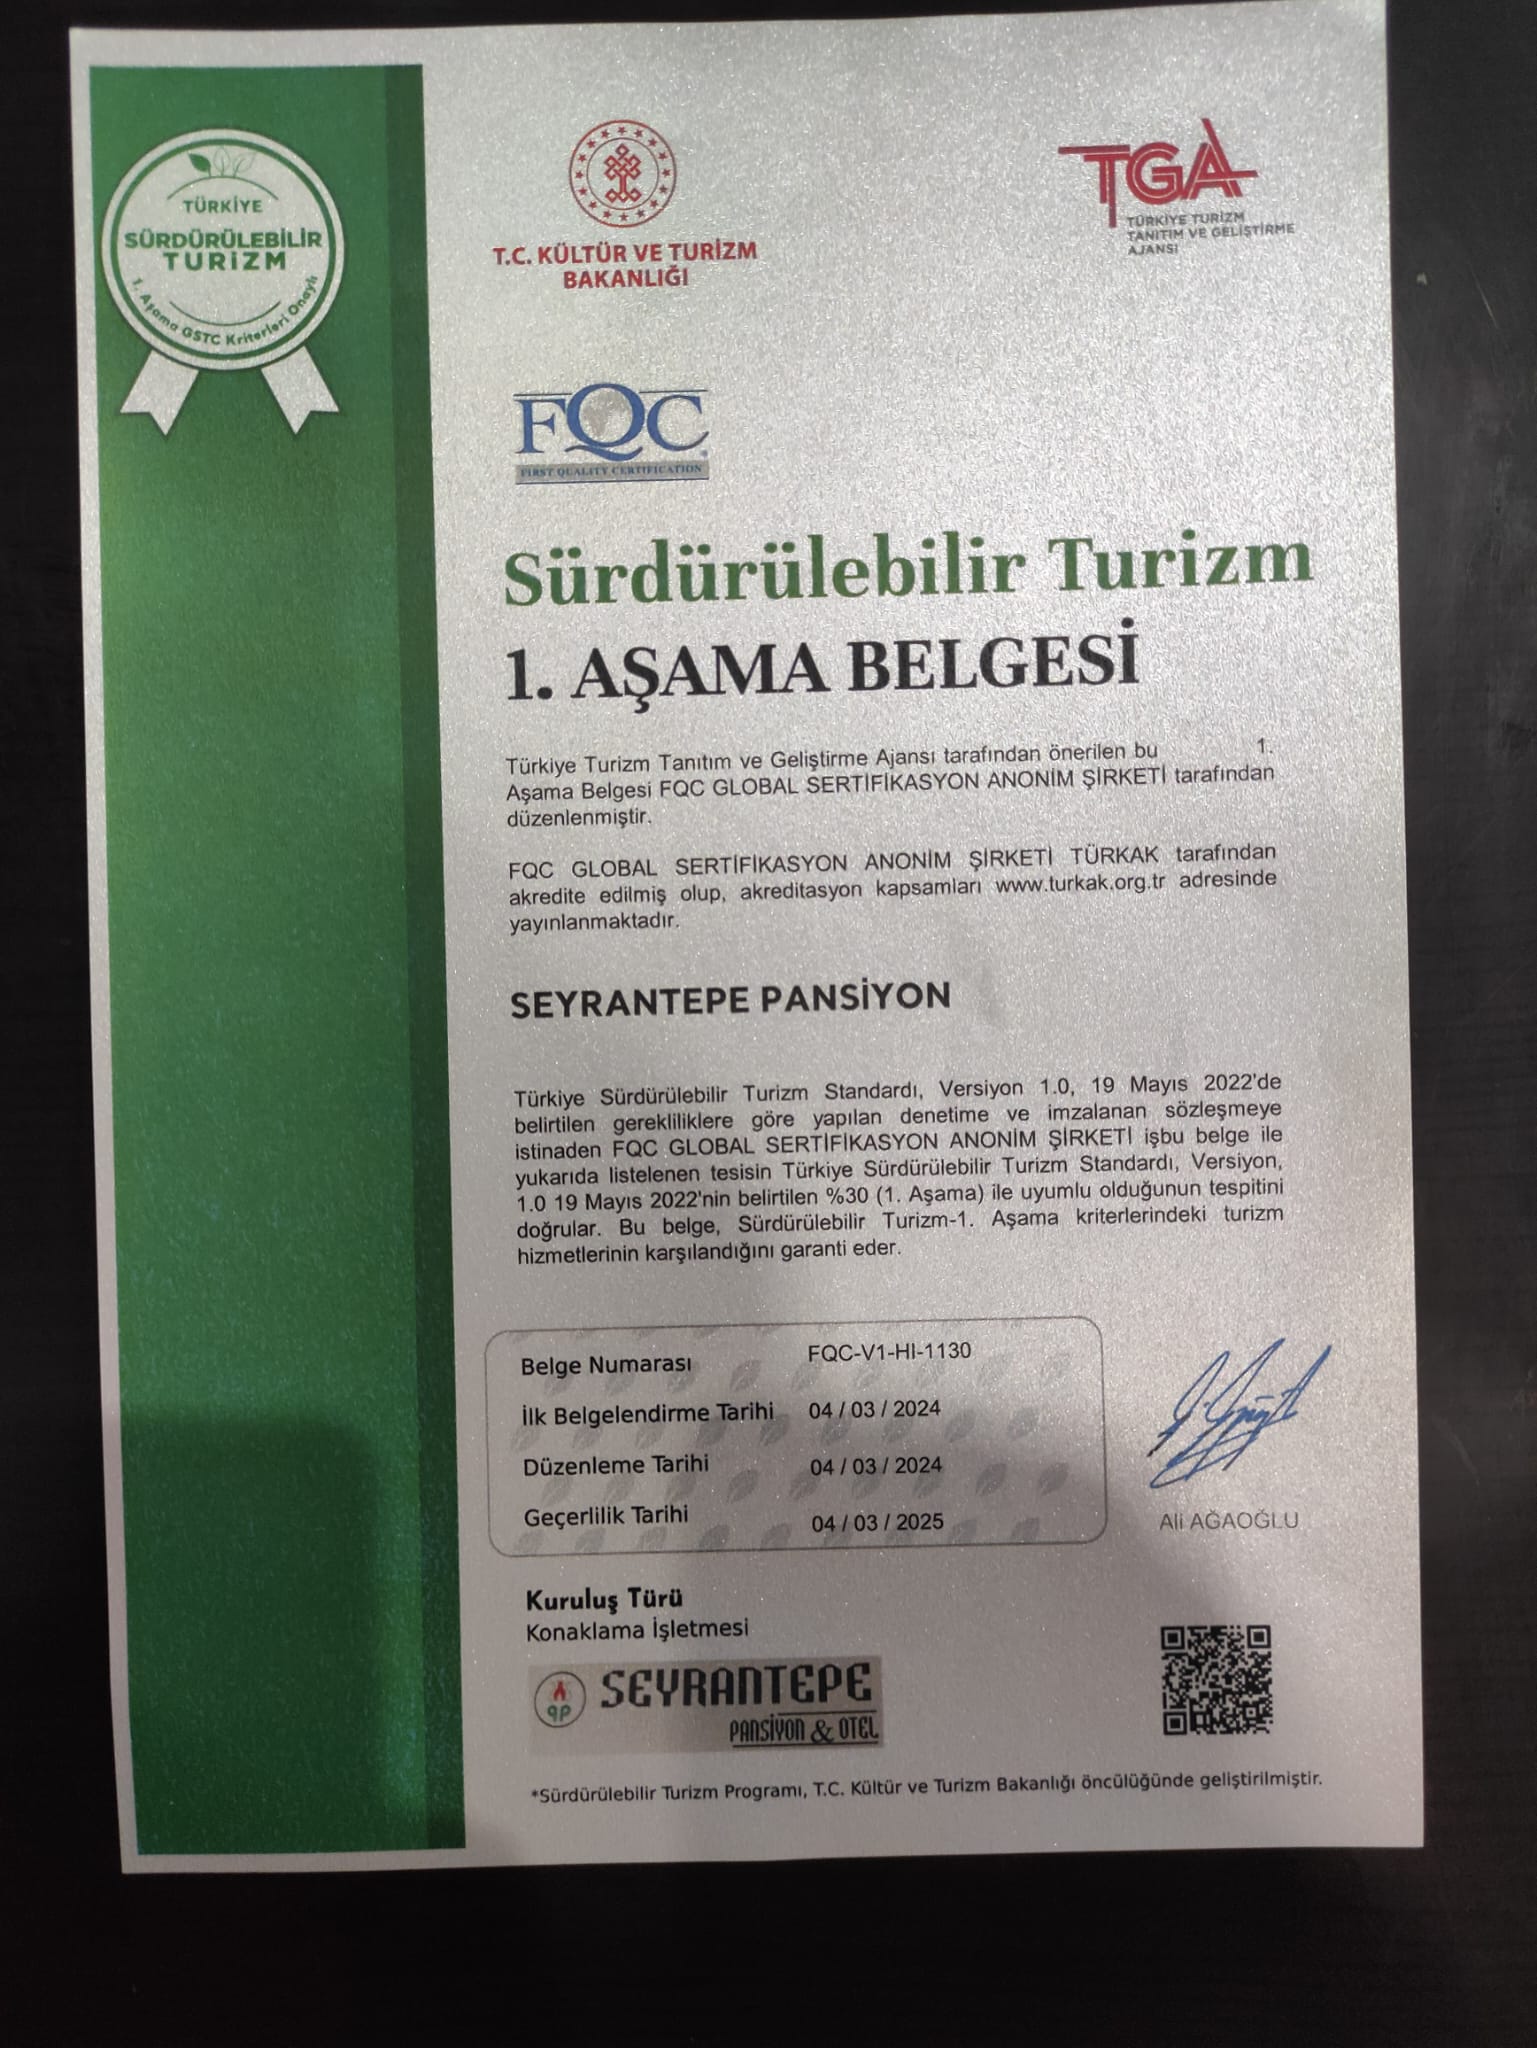 TÜRKİYE
SÜRDÜRÜLEBİLİR
TURİZM
1. Aşama GSTC Kriterleri Onaylı
T.C. KÜLTÜR VE TURİZM
BAKANLIĞI
TGA
TÜRKİYE TURİZM
TANITIM VE GELİŞTİRME
AJANSI
FQC
FIRST QUALITY CERTIFICATION
Sürdürülebilir Turizm
1. AŞAMA BELGESİ
Türkiye Turizm Tanıtım ve Geliştirme Ajansı tarafından önerilen bu 1.
Aşama Belgesi FQC GLOBAL SERTİFİKASYON ANONİM ŞİRKETİ tarafından
düzenlenmiştir.
FQC GLOBAL SERTİFİKASYON ANONİM ŞİRKETİ TÜRKAK tarafından
akredite edilmiş olup, akreditasyon kapsamları www.turkak.org.tr adresinde
yayınlanmaktadır.
SEYRANTEPE PANSİYON
Türkiye Sürdürülebilir Turizm Standardı, Versiyon 1.0, 19 Mayıs 2022'de
belirtilen gerekliliklere göre yapılan denetime ve imzalanan sözleşmeye
istinaden FQC GLOBAL SERTİFİKASYON ANONİM ŞİRKETİ işbu belge ile
yukarıda listelenen tesisin Türkiye Sürdürülebilir Turizm Standardı, Versiyon,
1.0 19 Mayıs 2022'nin belirtilen %30 (1. Aşama) ile uyumlu olduğunun tespitini
doğrular. Bu belge, Sürdürülebilir Turizm-1. Aşama kriterlerindeki turizm
hizmetlerinin karşılandığını garanti eder.
Belge Numarası FQC-V1-HI-1130
İlk Belgelendirme Tarihi 04 / 03 / 2024
Düzenleme Tarihi 04 / 03 / 2024
Geçerlilik Tarihi 04 / 03 / 2025
Ali AĞAOĞLU
Kuruluş Türü
Konaklama İşletmesi
SEYRANTEPE
PANSİYON & OTEL
*Sürdürülebilir Turizm Programı, T.C. Kültür ve Turizm Bakanlığı öncülüğünde geliştirilmiştir.